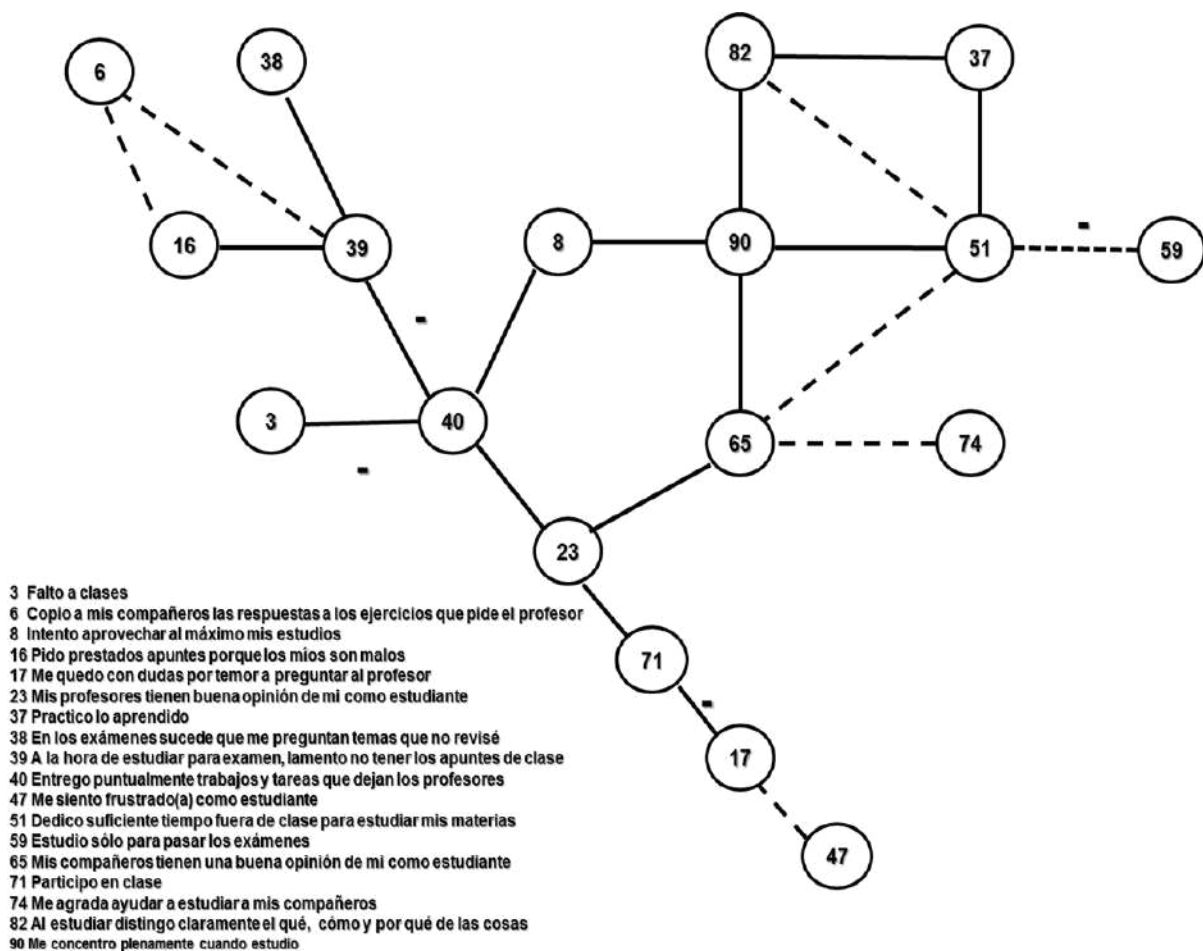 6
38
82
37
16
39
8
90
51
-
59
-
3
40
65
74
-
23
71
-
17
47
3 Falto a clases
6 Copio a mis compañeros las respuestas a los ejercicios que pide el profesor
8 Intento aprovechar al máximo mis estudios
16 Pido prestados apuntes porque los míos son malos
17 Me quedo con dudas por temor a preguntar al profesor
23 Mis profesores tienen buena opinión de mi como estudiante
37 Practico lo aprendido
38 En los exámenes sucede que me preguntan temas que no revisé
39 A la hora de estudiar para examen, lamento no tener los apuntes de clase
40 Entrego puntualmente trabajos y tareas que dejan los profesores
47 Me siento frustrado(a) como estudiante
51 Dedico suficiente tiempo fuera de clase para estudiar mis materias
59 Estudio sólo para pasar los exámenes
65 Mis compañeros tienen una buena opinión de mi como estudiante
71 Participo en clase
74 Me agrada ayudar a estudiar a mis compañeros
82 Al estudiar distingo claramente el qué, cómo y por qué de las cosas
90 Me concentro plenamente cuando estudio